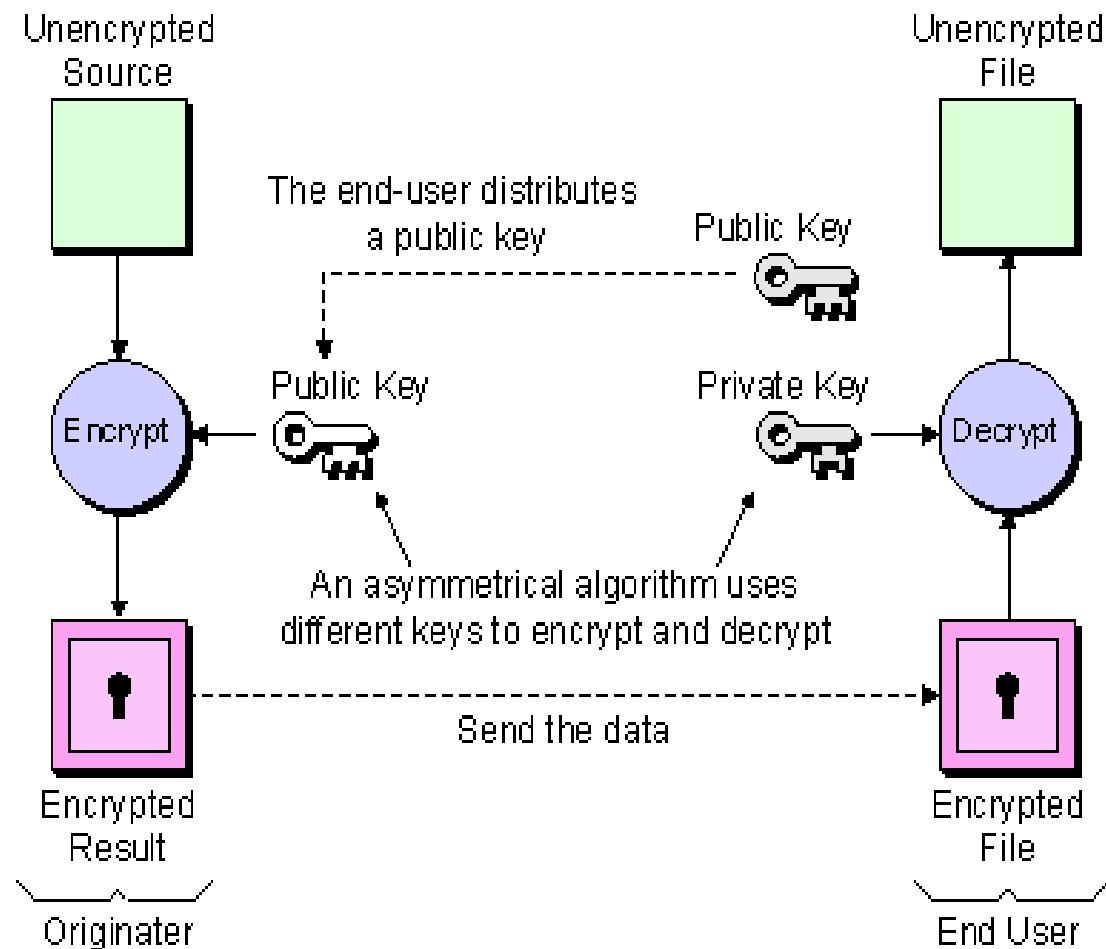 Unencrypted
Source
Unencrypted
File
The end-user distributes
a public key
Public Key
Public Key
Private Key
Encrypt
Decrypt
An asymmetrical algorithm uses
different keys to encrypt and decrypt
Send the data
Encrypted
Result
Encrypted
File
Originater
End User